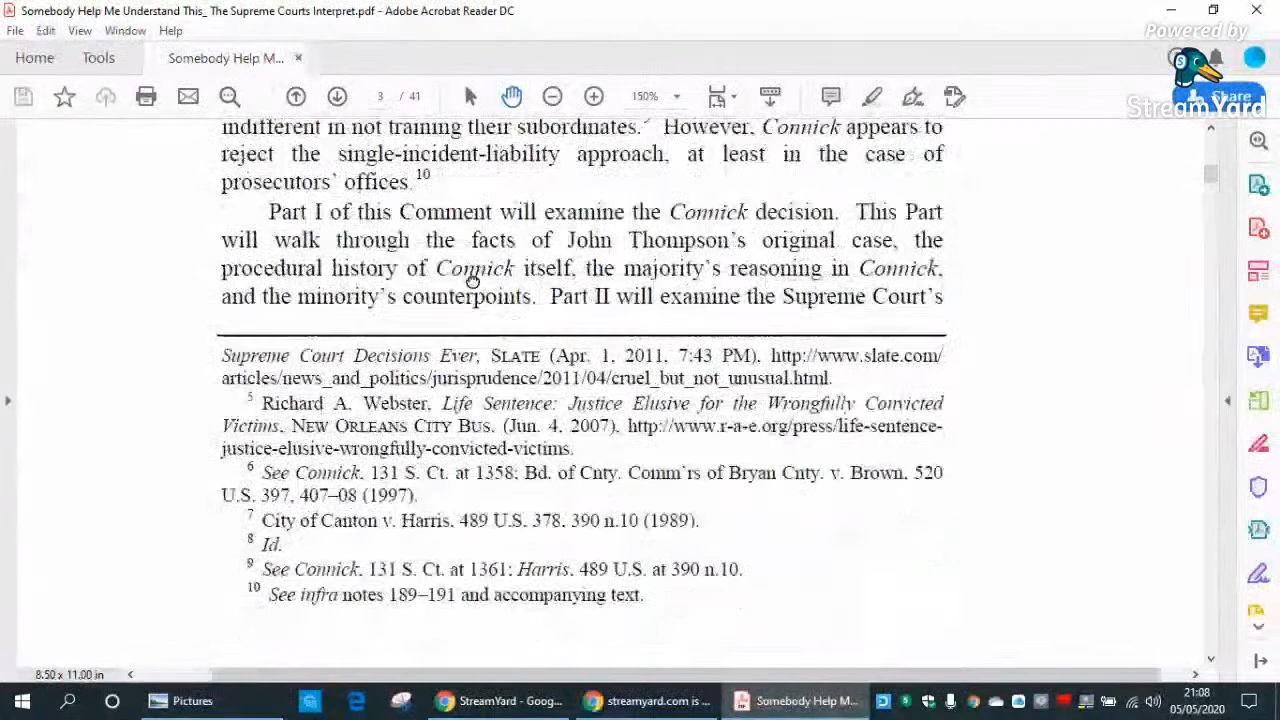 Somebody Help Me Understand This_ The Supreme Courts Interpret.pdf - Adobe Acrobat Reader DC
File Edit View Window Help
Powered by
Home Tools Somebody Help M... ×
StreamYard
Share
3 / 41 150%
indifferent in not training their subordinates.⁹ However, Connick appears to
reject the single-incident-liability approach, at least in the case of
prosecutors’ offices.¹⁰
Part I of this Comment will examine the Connick decision. This Part
will walk through the facts of John Thompson’s original case, the
procedural history of Connick itself, the majority’s reasoning in Connick,
and the minority’s counterpoints. Part II will examine the Supreme Court’s
Supreme Court Decisions Ever, SLATE (Apr. 1, 2011, 7:43 PM), http://www.slate.com/
articles/news_and_politics/jurisprudence/2011/04/cruel_but_not_unusual.html.
⁵ Richard A. Webster, Life Sentence: Justice Elusive for the Wrongfully Convicted
Victims, NEW ORLEANS CITY BUS. (Jun. 4, 2007), http://www.r-a-e.org/press/life-sentence-
justice-elusive-wrongfully-convicted-victims.
⁶ See Connick, 131 S. Ct. at 1358; Bd. of Cnty. Comm’rs of Bryan Cnty. v. Brown, 520
U.S. 397, 407–08 (1997).
⁷ City of Canton v. Harris, 489 U.S. 378, 390 n.10 (1989).
⁸ Id.
⁹ See Connick, 131 S. Ct. at 1361; Harris, 489 U.S. at 390 n.10.
¹⁰ See infra notes 189–191 and accompanying text.
8.50 x 11.00 in
Pictures StreamYard - Goog... streamyard.com is ... Somebody Help M...
21:08
05/05/2020